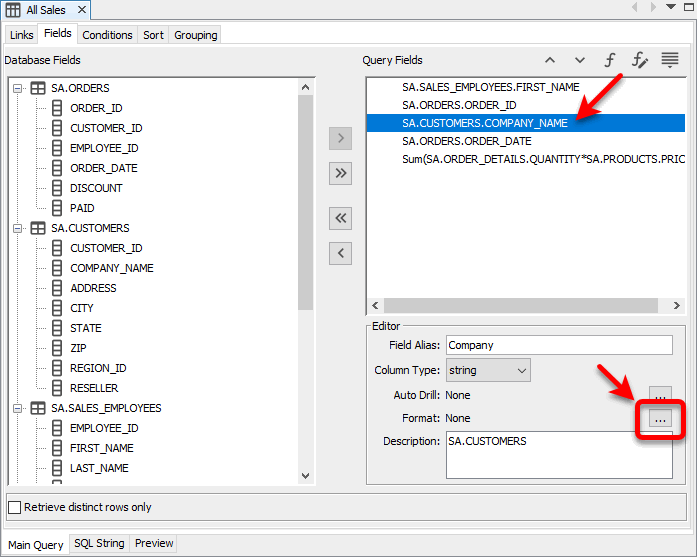 All Sales
Links Fields Conditions Sort Grouping
Database Fields
SA.ORDERS
ORDER_ID
CUSTOMER_ID
EMPLOYEE_ID
ORDER_DATE
DISCOUNT
PAID
SA.CUSTOMERS
CUSTOMER_ID
COMPANY_NAME
ADDRESS
CITY
STATE
ZIP
REGION_ID
RESELLER
SA.SALES_EMPLOYEES
EMPLOYEE_ID
FIRST_NAME
LAST_NAME
Query Fields
SA.SALES_EMPLOYEES.FIRST_NAME
SA.ORDERS.ORDER_ID
SA.CUSTOMERS.COMPANY_NAME
SA.ORDERS.ORDER_DATE
Sum(SA.ORDER_DETAILS.QUANTITY*SA.PRODUCTS.PRIC
Editor
Field Alias: Company
Column Type: string
Auto Drill: None ...
Format: None ...
Description: SA.CUSTOMERS
Retrieve distinct rows only
Main Query SQL String Preview